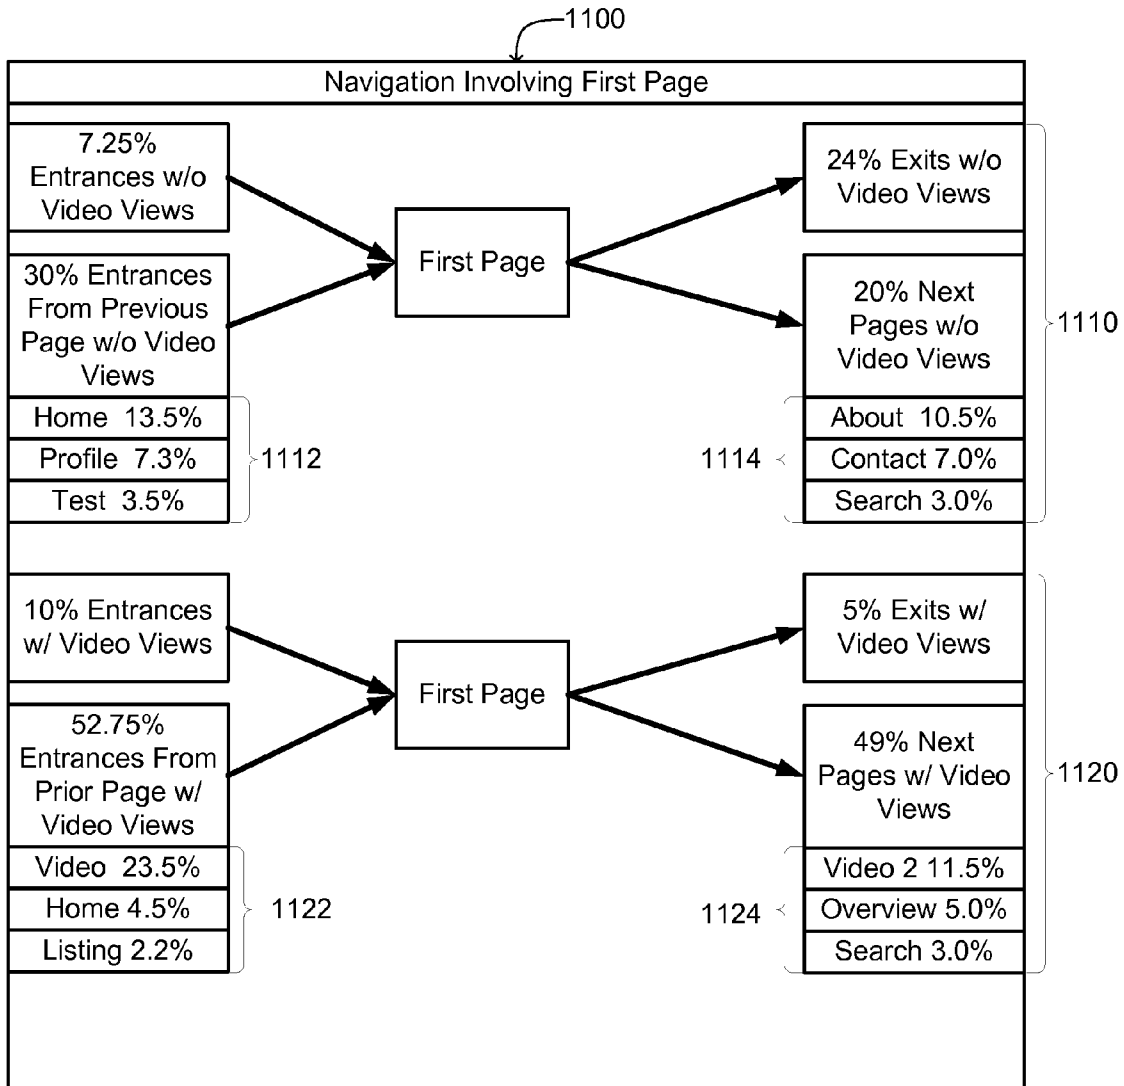 1100
Navigation Involving First Page
7.25%
Entrances w/o
Video Views
30% Entrances
From Previous
Page w/o Video
Views
Home 13.5%
Profile 7.3%
Test 3.5%
1112
First Page
24% Exits w/o
Video Views
20% Next
Pages w/o
Video Views
About 10.5%
Contact 7.0%
Search 3.0%
1114
1110
10% Entrances
w/ Video Views
52.75%
Entrances From
Prior Page w/
Video Views
Video 23.5%
Home 4.5%
Listing 2.2%
1122
First Page
5% Exits w/
Video Views
49% Next
Pages w/ Video
Views
Video 2 11.5%
Overview 5.0%
Search 3.0%
1124
1120